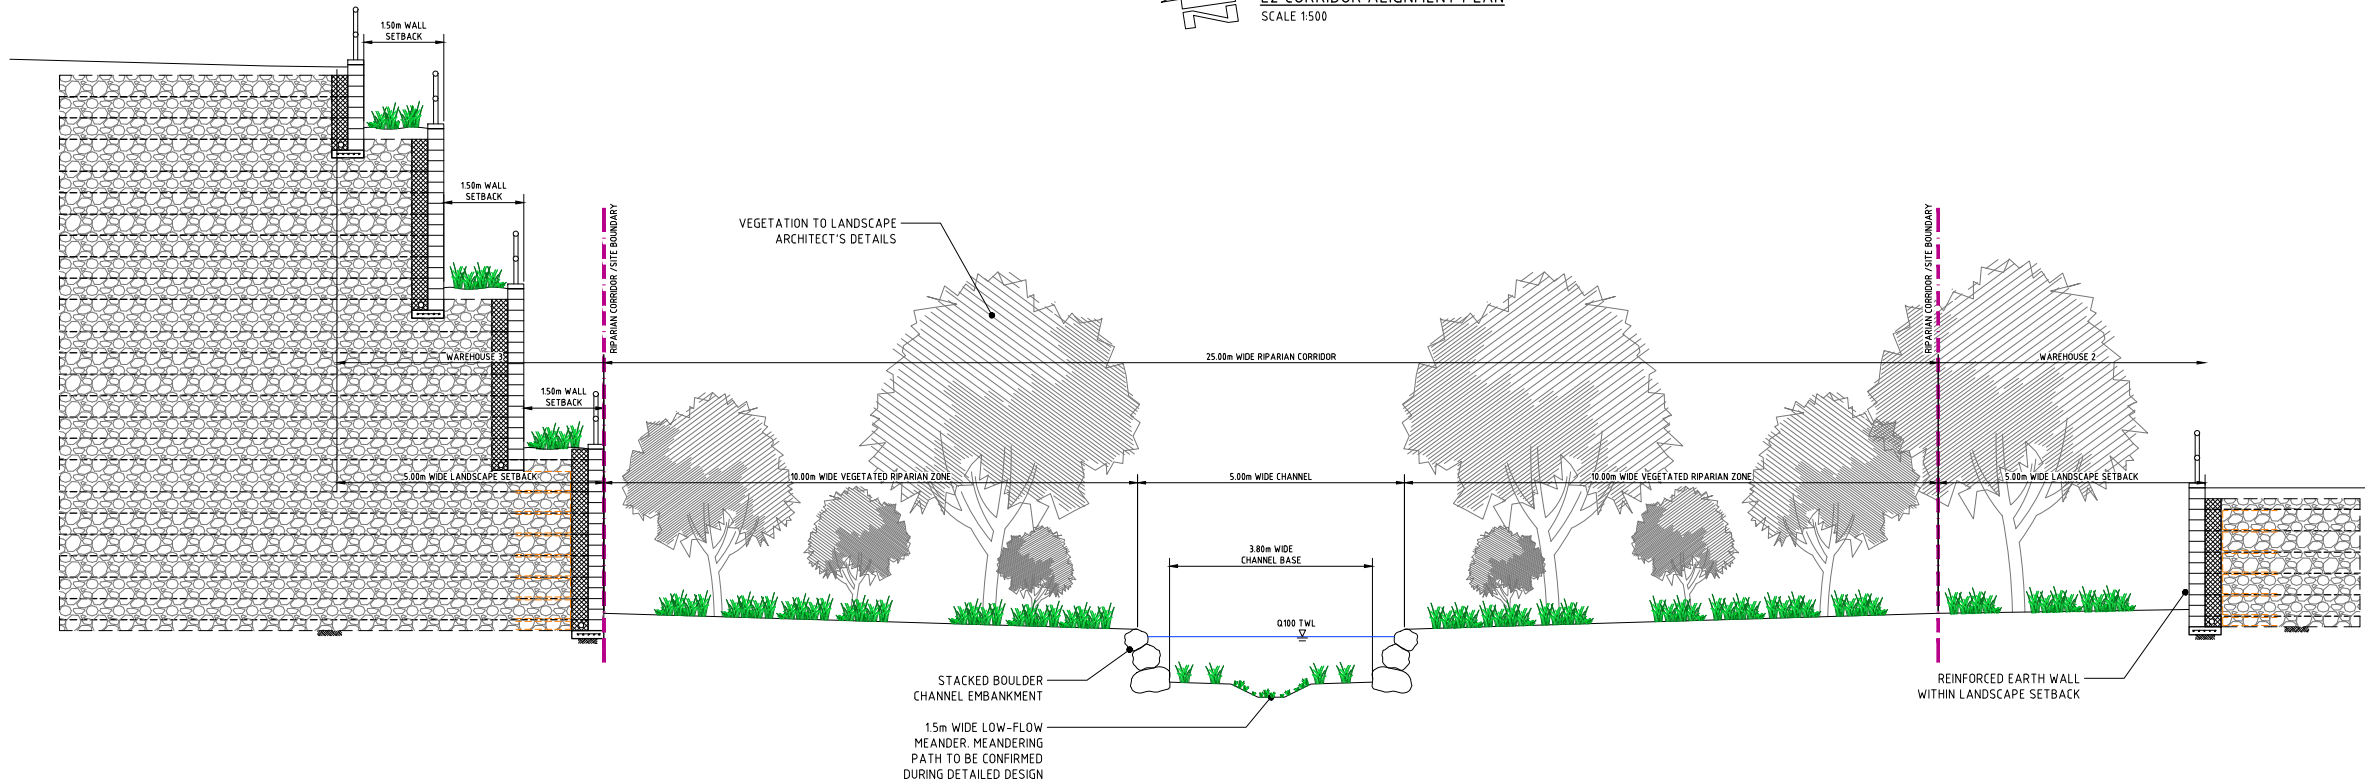 E2 CORRIDOR ALIGNMENT PLAN
SCALE 1:500
1.50m WALL
SETBACK
1.50m WALL
SETBACK
RIPARIAN CORRIDOR /SITE BOUNDARY
VEGETATION TO LANDSCAPE
ARCHITECT'S DETAILS
RIPARIAN CORRIDOR /SITE BOUNDARY
WAREHOUSE 3
25.00m WIDE RIPARIAN CORRIDOR
WAREHOUSE 2
1.50m WALL
SETBACK
5.00m WIDE LANDSCAPE SETBACK
10.00m WIDE VEGETATED RIPARIAN ZONE
5.00m WIDE CHANNEL
10.00m WIDE VEGETATED RIPARIAN ZONE
5.00m WIDE LANDSCAPE SETBACK
3.80m WIDE
CHANNEL BASE
Q100 TWL
STACKED BOULDER
CHANNEL EMBANKMENT
REINFORCED EARTH WALL
WITHIN LANDSCAPE SETBACK
1.5m WIDE LOW-FLOW
MEANDER. MEANDERING
PATH TO BE CONFIRMED
DURING DETAILED DESIGN